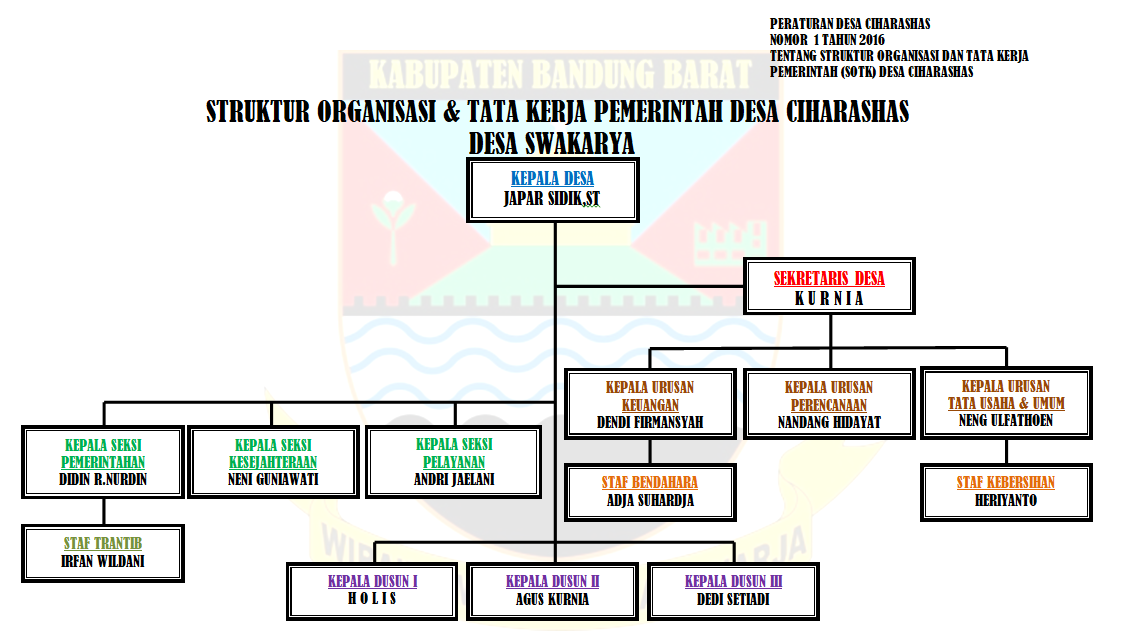 PERATURAN DESA CIHARASHAS
NOMOR 1 TAHUN 2016
TENTANG STRUKTUR ORGANISASI DAN TATA KERJA
PEMERINTAH (SOTK) DESA CIHARASHAS
KABUPATEN BANDUNG BARAT
STRUKTUR ORGANISASI & TATA KERJA PEMERINTAH DESA CIHARASHAS
DESA SWAKARYA
KEPALA DESA
JAPAR SIDIK,ST
SEKRETARIS DESA
K U R N I A
KEPALA URUSAN
KEUANGAN
DENDI FIRMANSYAH
KEPALA URUSAN
PERENCANAAN
NANDANG HIDAYAT
KEPALA URUSAN
TATA USAHA & UMUM
NENG ULFATHOEN
KEPALA SEKSI
PEMERINTAHAN
DIDIN R.NURDIN
KEPALA SEKSI
KESEJAHTERAAN
NENI GUNIAWATI
KEPALA SEKSI
PELAYANAN
ANDRI JAELANI
STAF BENDAHARA
ADJA SUHARDJA
STAF KEBERSIHAN
HERIYANTO
STAF TRANTIB
IRFAN WILDANI
KEPALA DUSUN I
H O L I S
KEPALA DUSUN II
AGUS KURNIA
KEPALA DUSUN III
DEDI SETIADI